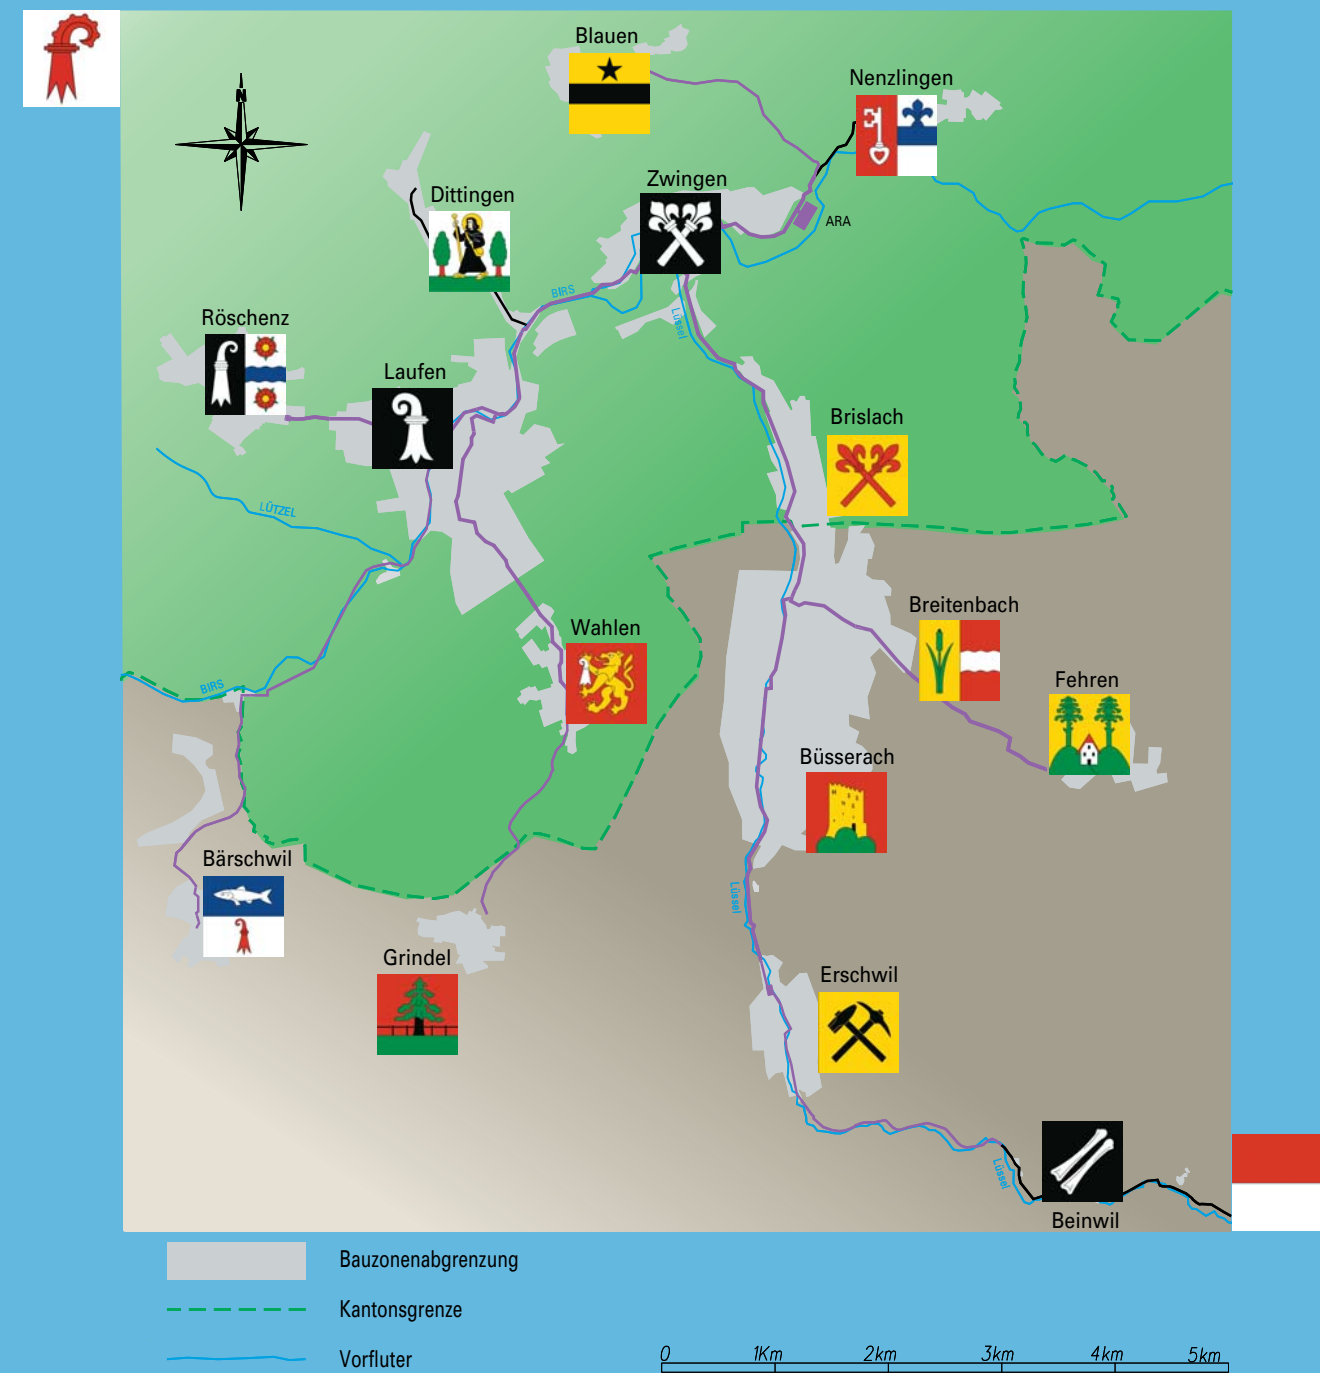 Blauen
Nenzlingen
N
Zwingen
Dittingen
ARA
BIRS
Röschenz
Lüssel
Laufen
Brislach
LÜTZEL
Breitenbach
Wahlen
Fehren
BIRS
Büsserach
Bärschwil
Lüssel
Grindel
Erschwil
Lüssel
Beinwil
Bauzonenabgrenzung
Kantonsgrenze
Vorfluter
0 1Km 2km 3km 4km 5km